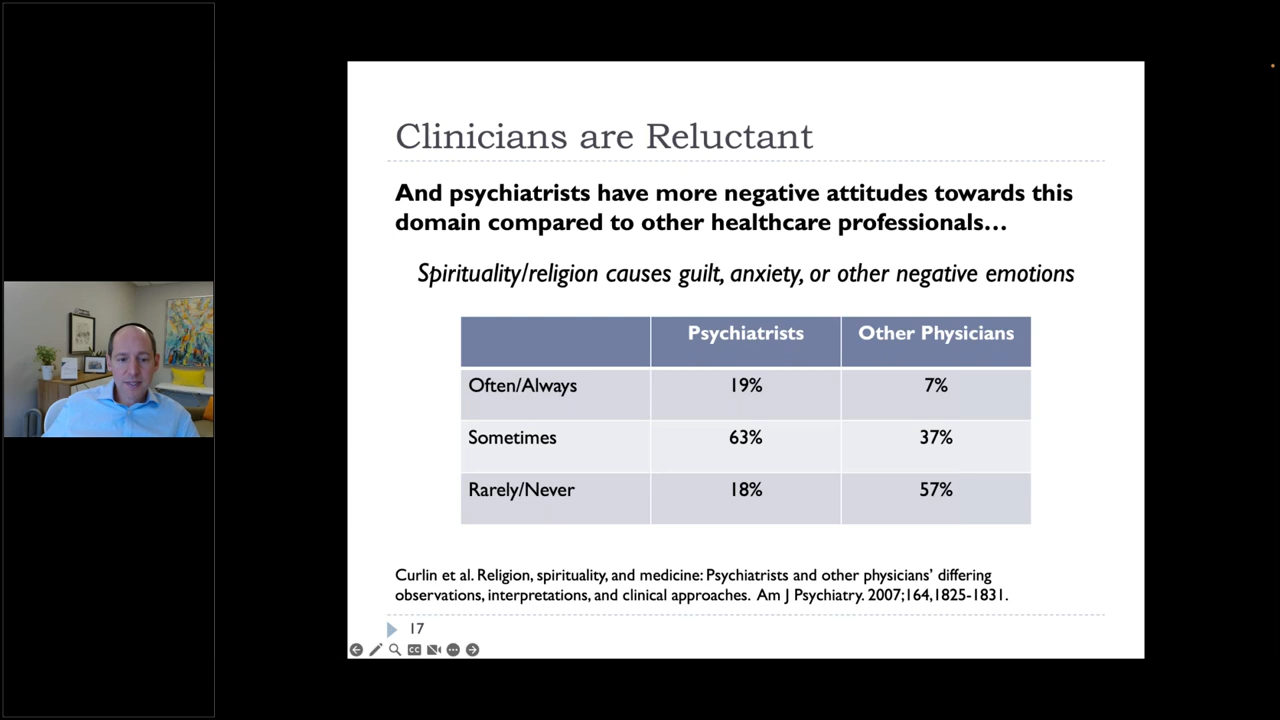 Clinicians are Reluctant
And psychiatrists have more negative attitudes towards this
domain compared to other healthcare professionals…
Spirituality/religion causes guilt, anxiety, or other negative emotions
Psychiatrists Other Physicians
Often/Always 19% 7%
Sometimes 63% 37%
Rarely/Never 18% 57%
Curlin et al. Religion, spirituality, and medicine: Psychiatrists and other physicians’ differing
observations, interpretations, and clinical approaches. Am J Psychiatry. 2007;164,1825-1831.
17
CC